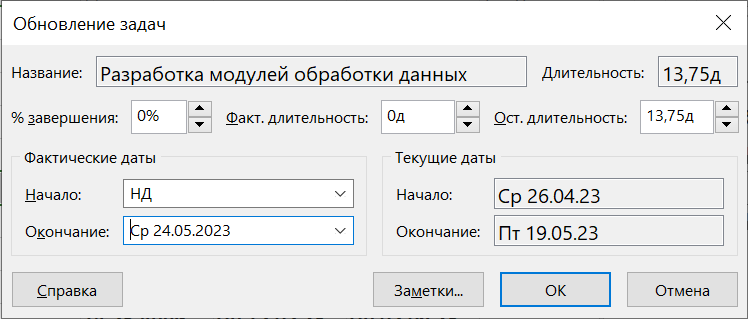 Обновление задач
Название: Разработка модулей обработки данных Длительность: 13,75д
% завершения: 0% Факт. длительность: 0д Ост. длительность: 13,75д
Фактические даты
Начало: НД
Окончание: Ср 24.05.2023
Текущие даты
Начало: Ср 26.04.23
Окончание: Пт 19.05.23
Справка Заметки... ОК Отмена